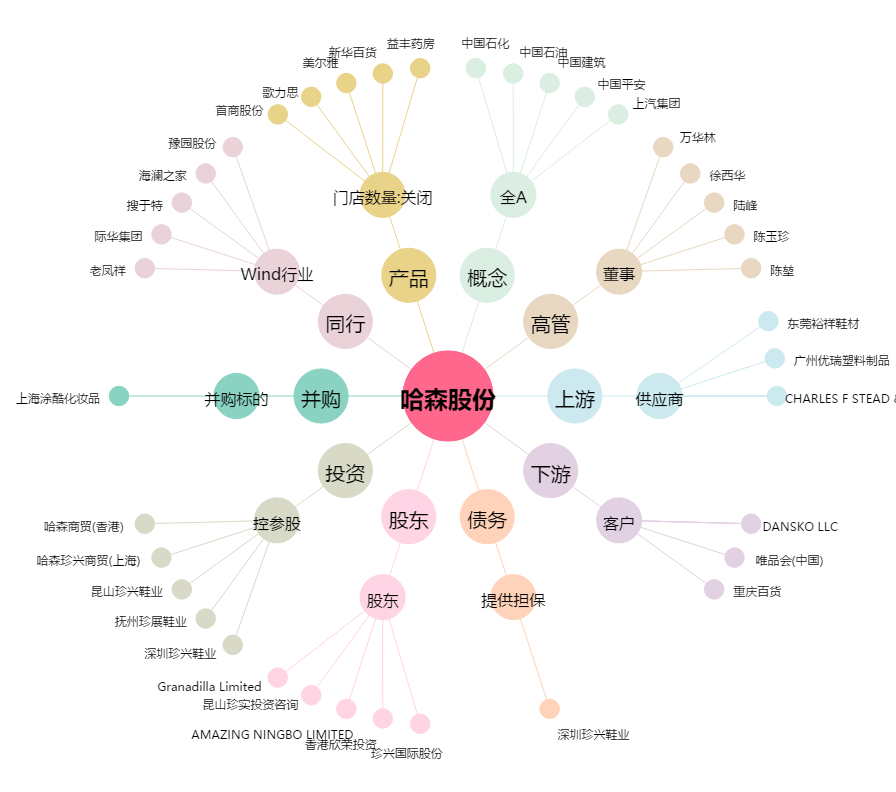 益丰药房
中国石化
新华百货
中国石油
美尔雅
中国建筑
歌力思
中国平安
首商股份
上汽集团
豫园股份
万华林
海澜之家
徐西华
搜于特
陆峰
门店数量:关闭
全A
际华集团
陈玉珍
老凤祥
Wind行业
产品
概念
董事
陈堃
同行
高管
东莞裕祥鞋材
广州优瑞塑料制品
上海涂酷化妆品
并购标的
并购
哈森股份
上游
供应商
CHARLES F STEAD &
投资
下游
哈森商贸(香港)
控参股
股东
债务
客户
DANSKO LLC
哈森珍兴商贸(上海)
唯品会(中国)
昆山珍兴鞋业
重庆百货
股东
提供担保
抚州珍展鞋业
深圳珍兴鞋业
Granadilla Limited
昆山珍实投资咨询
AMAZING NINGBO LIMITED
深圳珍兴鞋业
香港欣荣投资
珍兴国际股份